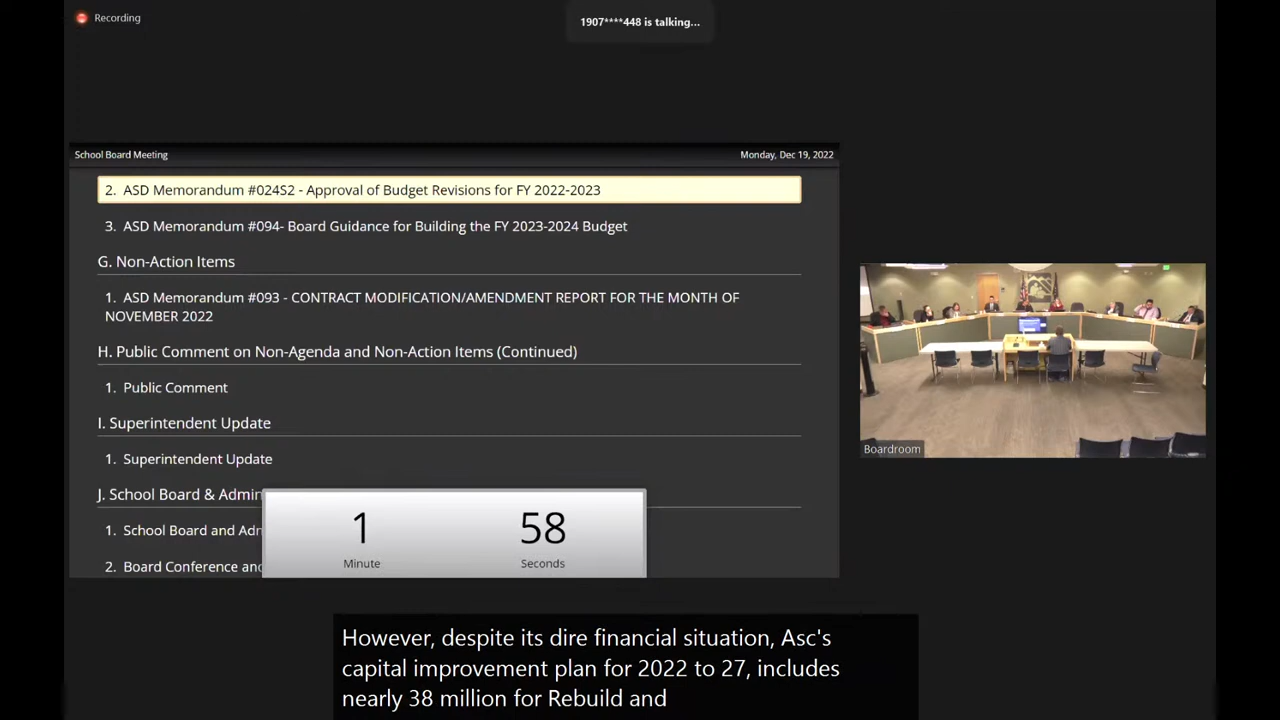 Recording
1907****448 is talking...
School Board Meeting
Monday, Dec 19, 2022
2. ASD Memorandum #024S2 - Approval of Budget Revisions for FY 2022-2023
3. ASD Memorandum #094- Board Guidance for Building the FY 2023-2024 Budget
G. Non-Action Items
1. ASD Memorandum #093 - CONTRACT MODIFICATION/AMENDMENT REPORT FOR THE MONTH OF
NOVEMBER 2022
H. Public Comment on Non-Agenda and Non-Action Items (Continued)
1. Public Comment
I. Superintendent Update
1. Superintendent Update
J. School Board & Admin
1. School Board and Adn
2. Board Conference and
1 58
Minute Seconds
Boardroom
However, despite its dire financial situation, Asc's
capital improvement plan for 2022 to 27, includes
nearly 38 million for Rebuild and